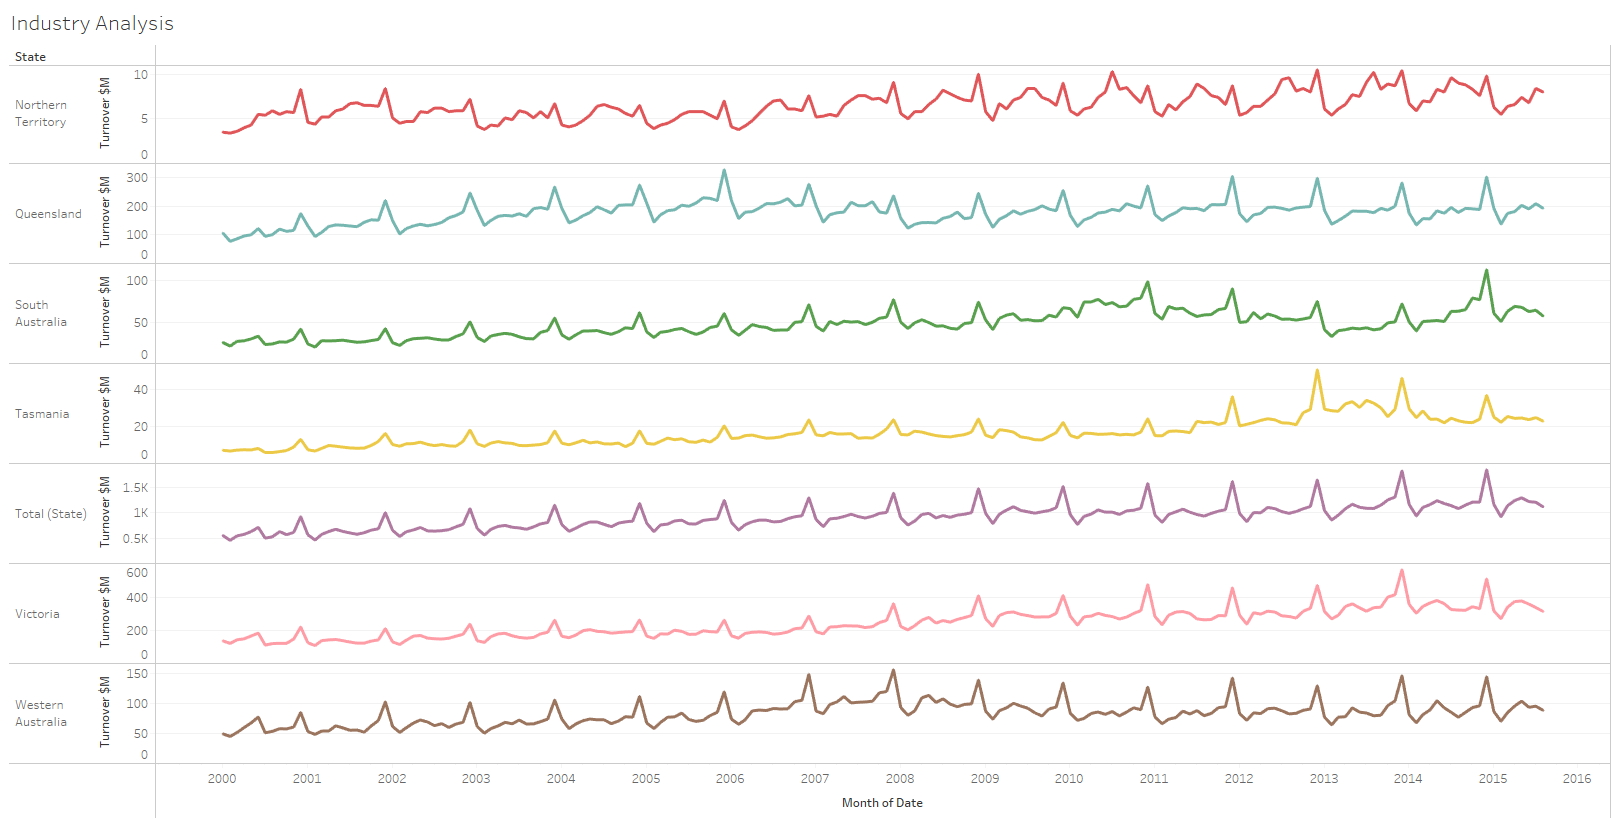 Industry Analysis
State
Northern
Territory
Turnover $M
10
5
0
Queensland
Turnover $M
300
200
100
0
South
Australia
Turnover $M
100
50
0
Tasmania
Turnover $M
40
20
0
Total (State)
Turnover $M
1.5K
1K
0.5K
Victoria
Turnover $M
600
400
200
0
Western
Australia
Turnover $M
150
100
50
0
2000 2001 2002 2003 2004 2005 2006 2007 2008 2009 2010 2011 2012 2013 2014 2015 2016
Month of Date